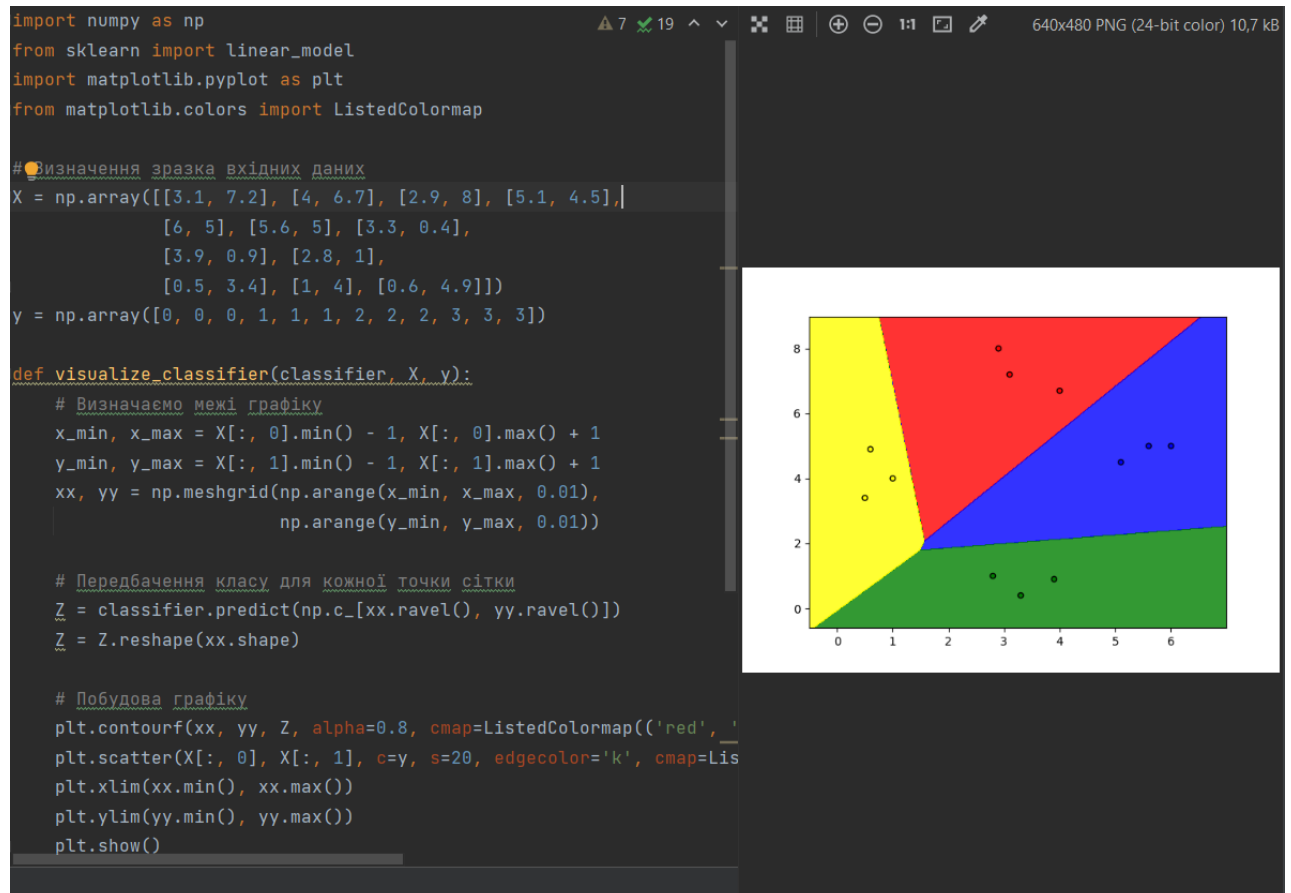 import numpy as np
from sklearn import linear_model
import matplotlib.pyplot as plt
from matplotlib.colors import ListedColormap
# Визначення зразка вхідних даних
X = np.array([[3.1, 7.2], [4, 6.7], [2.9, 8], [5.1, 4.5],
[6, 5], [5.6, 5], [3.3, 0.4],
[3.9, 0.9], [2.8, 1],
[0.5, 3.4], [1, 4], [0.6, 4.9]])
y = np.array([0, 0, 0, 1, 1, 1, 2, 2, 2, 3, 3, 3])
def visualize_classifier(classifier, X, y):
# Визначаємо межі графіку
x_min, x_max = X[:, 0].min() - 1, X[:, 0].max() + 1
y_min, y_max = X[:, 1].min() - 1, X[:, 1].max() + 1
xx, yy = np.meshgrid(np.arange(x_min, x_max, 0.01),
np.arange(y_min, y_max, 0.01))
# Передбачення класу для кожної точки сітки
Z = classifier.predict(np.c_[xx.ravel(), yy.ravel()])
Z = Z.reshape(xx.shape)
# Побудова графіку
plt.contourf(xx, yy, Z, alpha=0.8, cmap=ListedColormap(('red', '
plt.scatter(X[:, 0], X[:, 1], c=y, s=20, edgecolor='k', cmap=Lis
plt.xlim(xx.min(), xx.max())
plt.ylim(yy.min(), yy.max())
plt.show()
7 19
1:1
640x480 PNG (24-bit color) 10,7 kB
8
6
4
2
0
0 1 2 3 4 5 6